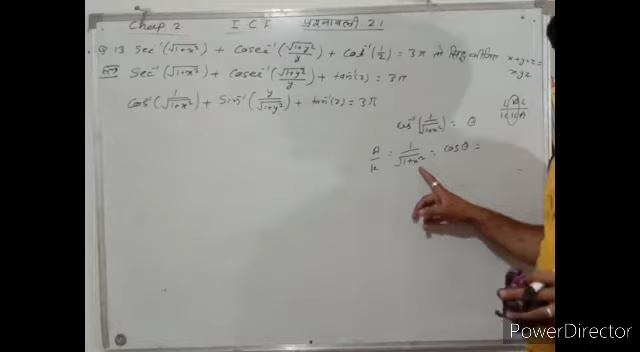 Chap 2 I.C.F प्रश्नावली 2.1
Q.13 Sec⁻¹(√1+x²) + Cosec⁻¹(√1+y²/y) + Cot⁻¹(1/z) = 3π तो सिद्ध कीजिए x+y+z = xyz
हल Sec⁻¹(√1+x²) + Cosec⁻¹(√1+y²/y) + tan⁻¹(z) = 3π
Cos⁻¹(1/√1+x²) + Sin⁻¹(y/√1+y²) + tan⁻¹(z) = 3π
Cos⁻¹(1/√1+x²) = θ
1/√1+x² = cosθ =
PowerDirector